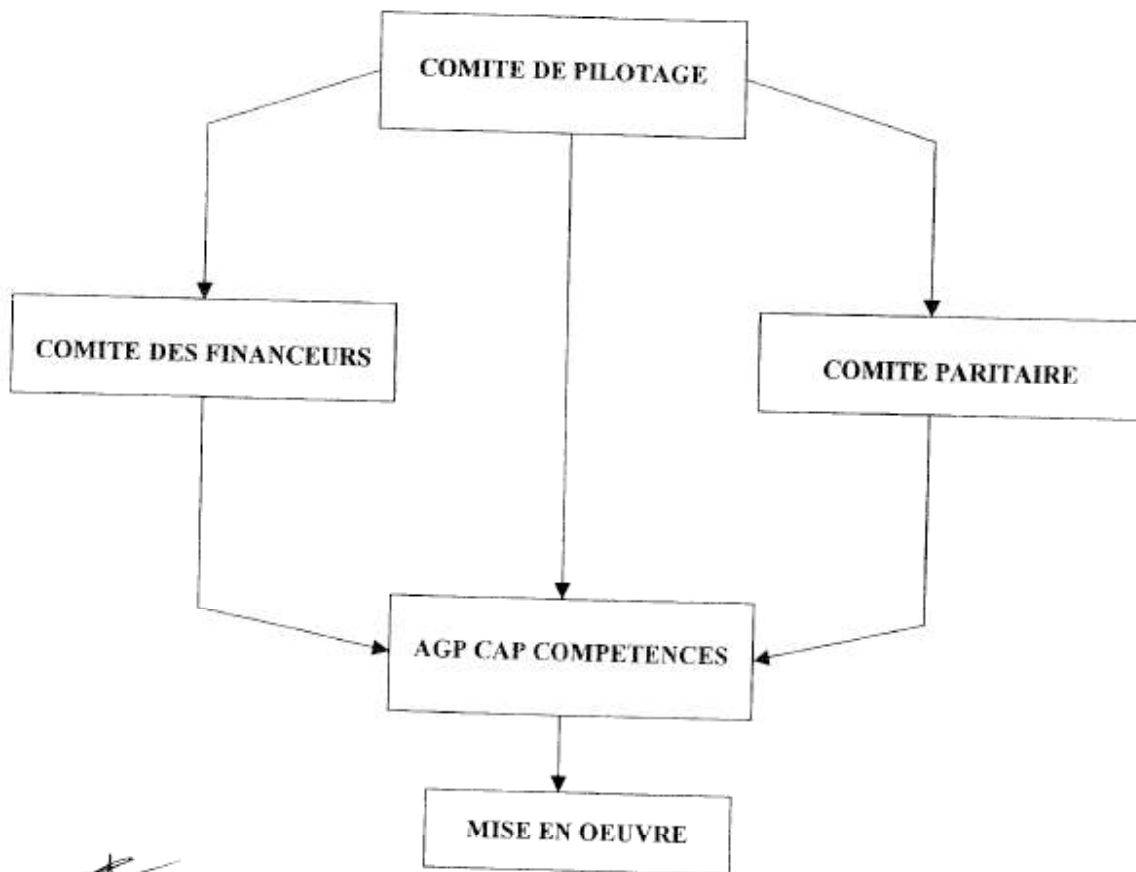 COMITE DE PILOTAGE
COMITE DES FINANCEURS
COMITE PARITAIRE
AGP CAP COMPETENCES
MISE EN OEUVRE